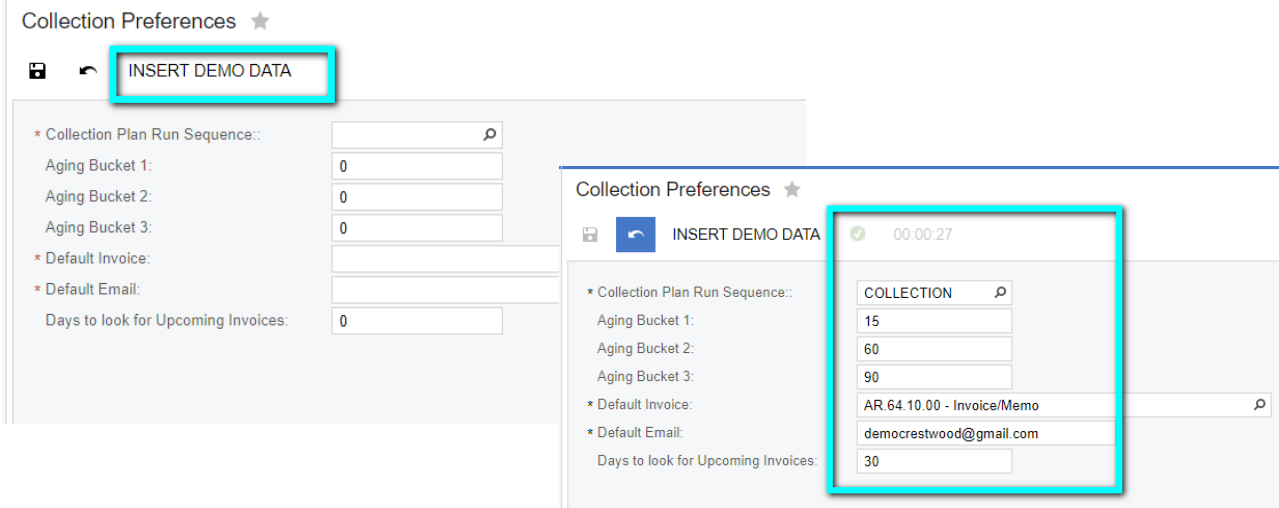 Collection Preferences
INSERT DEMO DATA
* Collection Plan Run Sequence::
Aging Bucket 1: 0
Aging Bucket 2: 0
Aging Bucket 3: 0
* Default Invoice:
* Default Email:
Days to look for Upcoming Invoices: 0
Collection Preferences
INSERT DEMO DATA 00:00:27
* Collection Plan Run Sequence:: COLLECTION
Aging Bucket 1: 15
Aging Bucket 2: 60
Aging Bucket 3: 90
* Default Invoice: AR.64.10.00 - Invoice/Memo
* Default Email: democrestwood@gmail.com
Days to look for Upcoming Invoices: 30